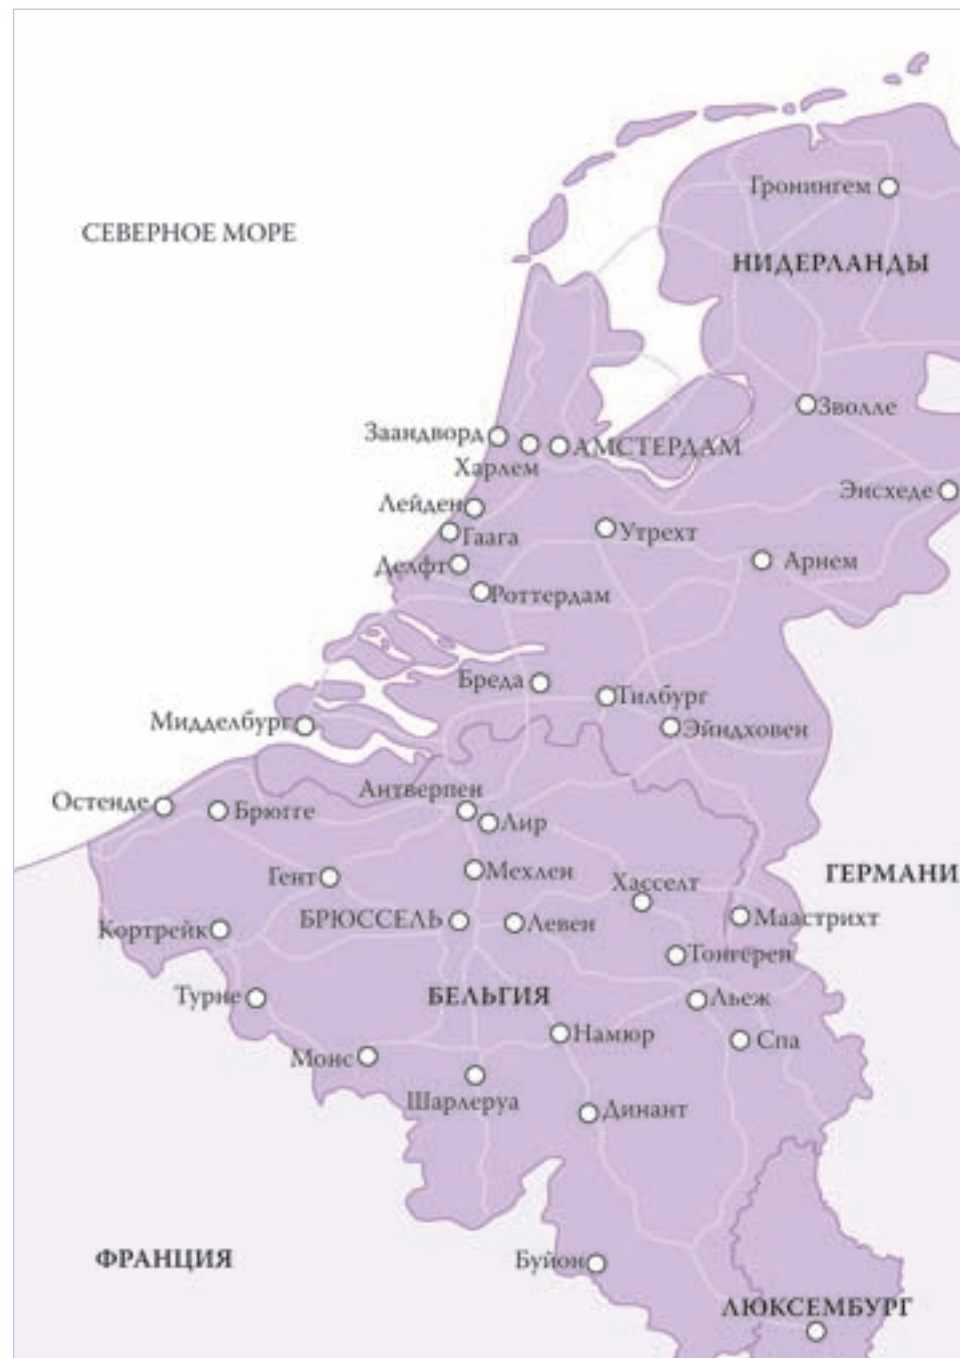 Гронингем
СЕВЕРНОЕ МОРЕ
НИДЕРЛАНДЫ
Зволле
Заандворд
АМСТЕРДАМ
Харлем
Энсхеде
Лейден
Гаага
Утрехт
Арнем
Делфт
Роттердам
Бреда
Тилбург
Мидделбург
Эйндховен
Антверпен
Остенде
Брюгге
Лир
Гент
Мехлен
ГЕРМАНИ
Хасселт
БРЮССЕЛЬ
Левен
Маастрихт
Кортрейк
Тонгерен
Турне
БЕЛЬГИЯ
Льеж
Намюр
Спа
Монс
Шарлеруа
Динант
ФРАНЦИЯ
Буйон
ЛЮКСЕМБУРГ